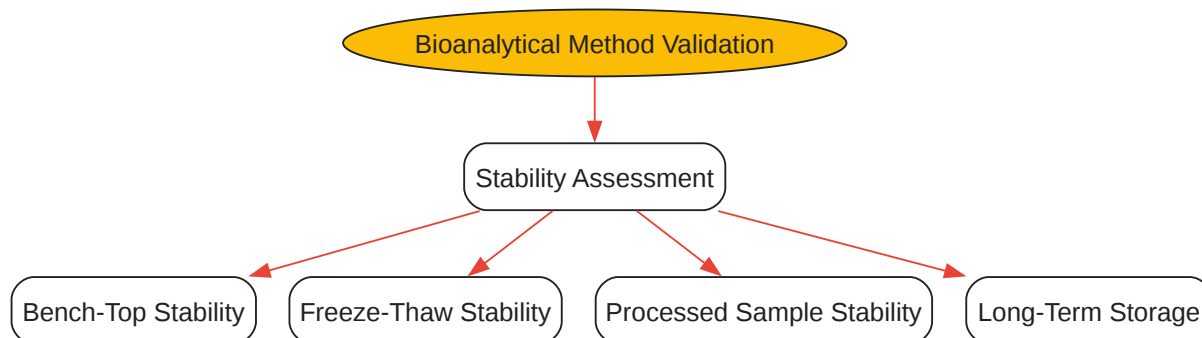 Bioanalytical Method Validation
Stability Assessment
Bench-Top Stability
Freeze-Thaw Stability
Processed Sample Stability
Long-Term Storage